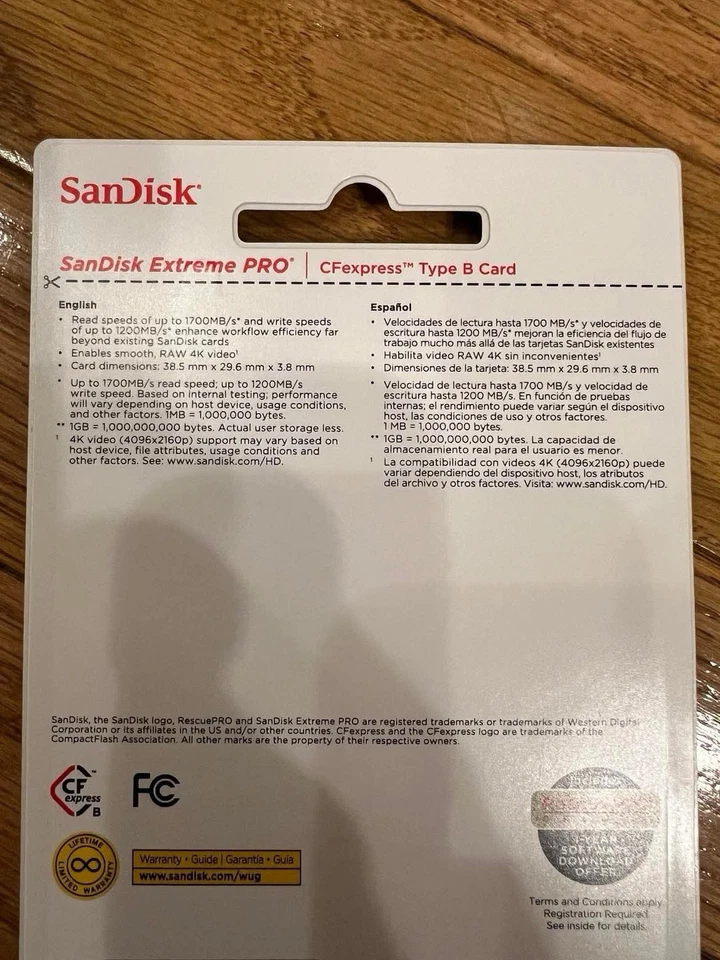 SanDisk®
SanDisk Extreme PRO® | CFexpress™ Type B Card
English
• Read speeds of up to 1700MB/s* and write speeds
of up to 1200MB/s* enhance workflow efficiency far
beyond existing SanDisk cards
• Enables smooth, RAW 4K video¹
• Card dimensions: 38.5 mm x 29.6 mm x 3.8 mm
* Up to 1700MB/s read speed; up to 1200MB/s
write speed. Based on internal testing; performance
will vary depending on host device, usage conditions,
and other factors. 1MB = 1,000,000 bytes.
** 1GB = 1,000,000,000 bytes. Actual user storage less.
¹ 4K video (4096x2160p) support may vary based on
host device, file attributes, usage conditions and
other factors. See: www.sandisk.com/HD.
Español
• Velocidades de lectura hasta 1700 MB/s* y velocidades de
escritura hasta 1200 MB/s* mejoran la eficiencia del flujo de
trabajo mucho más allá de las tarjetas SanDisk existentes
• Habilita video RAW 4K sin inconvenientes¹
• Dimensiones de la tarjeta: 38.5 mm x 29.6 mm x 3.8 mm
* Velocidad de lectura hasta 1700 MB/s y velocidad de
escritura hasta 1200 MB/s. En función de pruebas
internas; el rendimiento puede variar según el dispositivo
host, las condiciones de uso y otros factores.
1 MB = 1,000,000 bytes.
** 1GB = 1,000,000,000 bytes. La capacidad de
almacenamiento real para el usuario es menor.
¹ La compatibilidad con videos 4K (4096x2160p) puede
variar dependiendo del dispositivo host, los atributos
del archivo y otros factores. Visita: www.sandisk.com/HD.
SanDisk, the SanDisk logo, RescuePRO and SanDisk Extreme PRO are registered trademarks or trademarks of Western Digital
Corporation or its affiliates in the US and/or other countries. CFexpress and the CFexpress logo are trademarks of the
CompactFlash Association. All other marks are the property of their respective owners.
CF™
express
B
FC
LIFETIME
LIMITED WARRANTY
Warranty • Guide | Garantía • Guía
www.sandisk.com/wug
1-YEAR
SOFTWARE
DOWNLOAD
OFFER
Terms and Conditions apply
Registration Required
See inside for details.